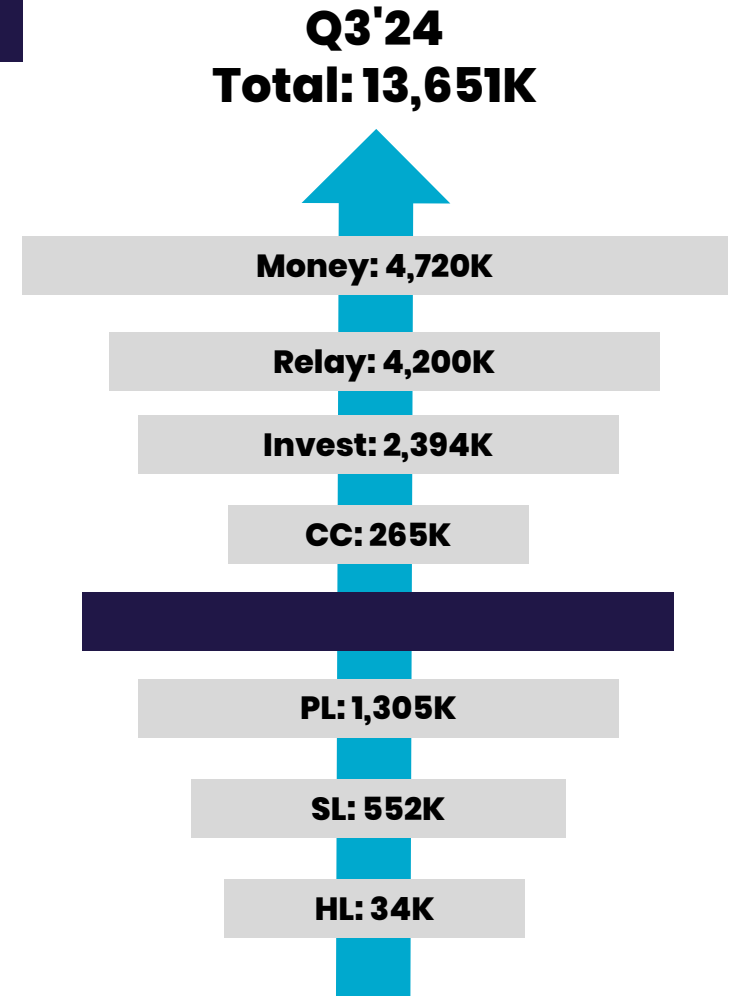 Q3'24
Total: 13,651K
Money: 4,720K
Relay: 4,200K
Invest: 2,394K
CC: 265K
PL: 1,305K
SL: 552K
HL: 34K